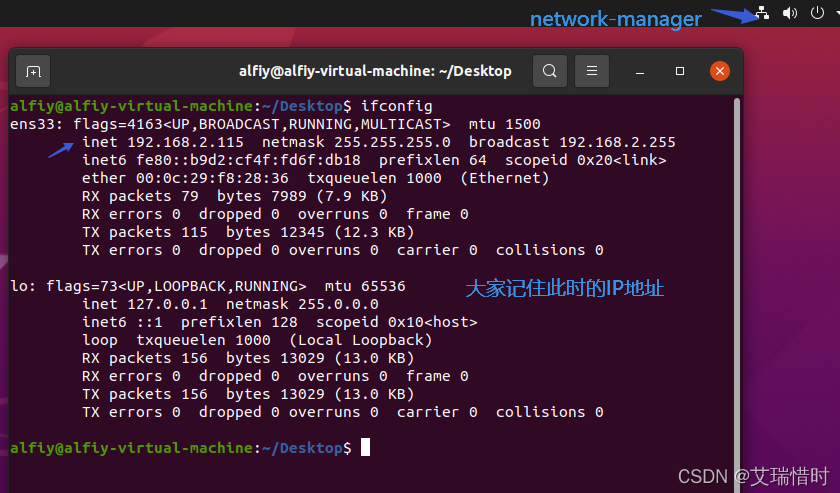 network-manager
alfiy@alfiy-virtual-machine: ~/Desktop
alfiy@alfiy-virtual-machine:~/Desktop$ ifconfig
ens33: flags=4163<UP,BROADCAST,RUNNING,MULTICAST>  mtu 1500
        inet 192.168.2.115  netmask 255.255.255.0  broadcast 192.168.2.255
        inet6 fe80::b9d2:cf4f:fd6f:db18  prefixlen 64  scopeid 0x20<link>
        ether 00:0c:29:f8:28:36  txqueuelen 1000  (Ethernet)
        RX packets 79  bytes 7989 (7.9 KB)
        RX errors 0  dropped 0  overruns 0  frame 0
        TX packets 115  bytes 12345 (12.3 KB)
        TX errors 0  dropped 0 overruns 0  carrier 0  collisions 0
lo: flags=73<UP,LOOPBACK,RUNNING>  mtu 65536
大家记住此时的IP地址
        inet 127.0.0.1  netmask 255.0.0.0
        inet6 ::1  prefixlen 128  scopeid 0x10<host>
        loop  txqueuelen 1000  (Local Loopback)
        RX packets 156  bytes 13029 (13.0 KB)
        RX errors 0  dropped 0  overruns 0  frame 0
        TX packets 156  bytes 13029 (13.0 KB)
        TX errors 0  dropped 0 overruns 0  carrier 0  collisions 0
alfiy@alfiy-virtual-machine:~/Desktop$
CSDN @艾瑞惜时